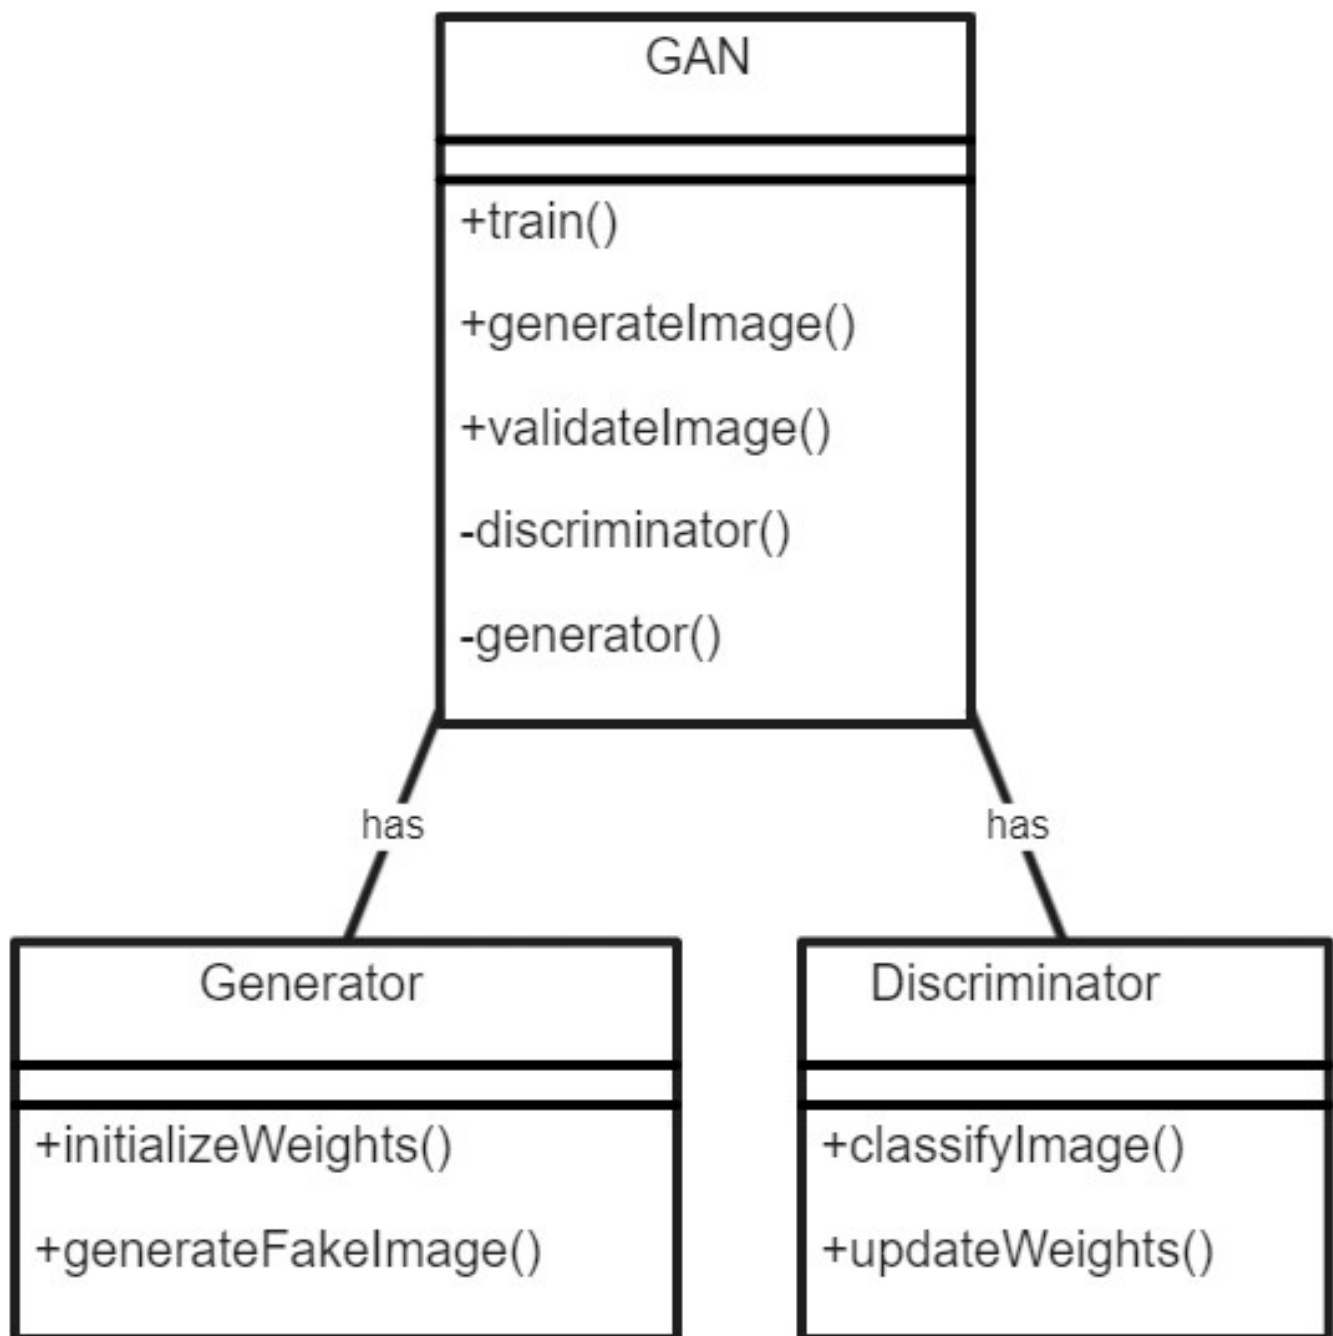 GAN
+train()
+generateImage()
+validateImage()
-discriminator()
-generator()
has
has
Generator
+initializeWeights()
+generateFakeImage()
Discriminator
+classifyImage()
+updateWeights()